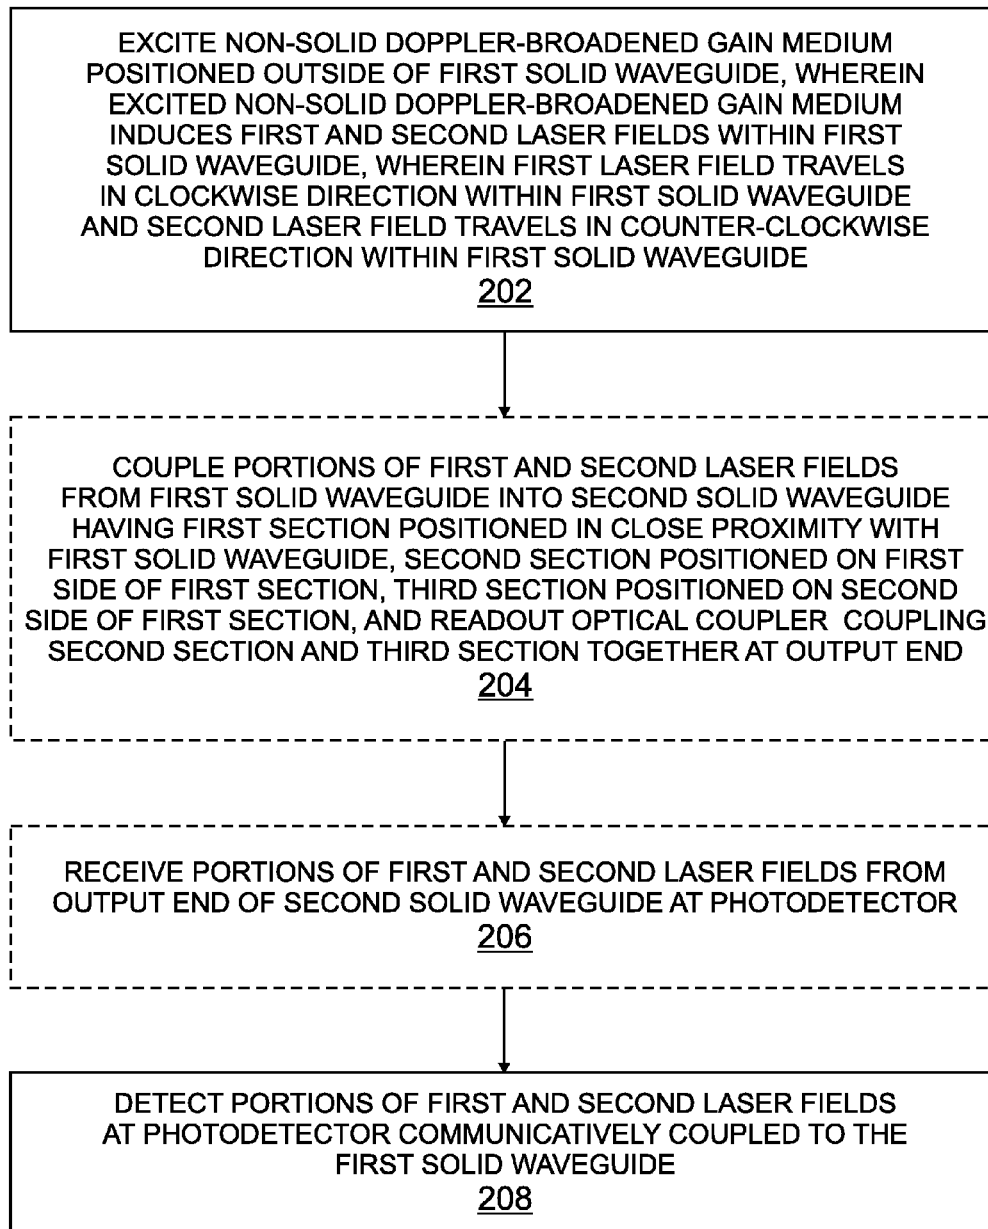 EXCITE NON-SOLID DOPPLER-BROADENED GAIN MEDIUM
POSITIONED OUTSIDE OF FIRST SOLID WAVEGUIDE, WHEREIN
EXCITED NON-SOLID DOPPLER-BROADENED GAIN MEDIUM
INDUCES FIRST AND SECOND LASER FIELDS WITHIN FIRST
SOLID WAVEGUIDE, WHEREIN FIRST LASER FIELD TRAVELS
IN CLOCKWISE DIRECTION WITHIN FIRST SOLID WAVEGUIDE
AND SECOND LASER FIELD TRAVELS IN COUNTER-CLOCKWISE
DIRECTION WITHIN FIRST SOLID WAVEGUIDE
202
COUPLE PORTIONS OF FIRST AND SECOND LASER FIELDS
FROM FIRST SOLID WAVEGUIDE INTO SECOND SOLID WAVEGUIDE
HAVING FIRST SECTION POSITIONED IN CLOSE PROXIMITY WITH
FIRST SOLID WAVEGUIDE, SECOND SECTION POSITIONED ON FIRST
SIDE OF FIRST SECTION, THIRD SECTION POSITIONED ON SECOND
SIDE OF FIRST SECTION, AND READOUT OPTICAL COUPLER COUPLING
SECOND SECTION AND THIRD SECTION TOGETHER AT OUTPUT END
204
RECEIVE PORTIONS OF FIRST AND SECOND LASER FIELDS FROM
OUTPUT END OF SECOND SOLID WAVEGUIDE AT PHOTODETECTOR
206
DETECT PORTIONS OF FIRST AND SECOND LASER FIELDS
AT PHOTODETECTOR COMMUNICATIVELY COUPLED TO THE
FIRST SOLID WAVEGUIDE
208